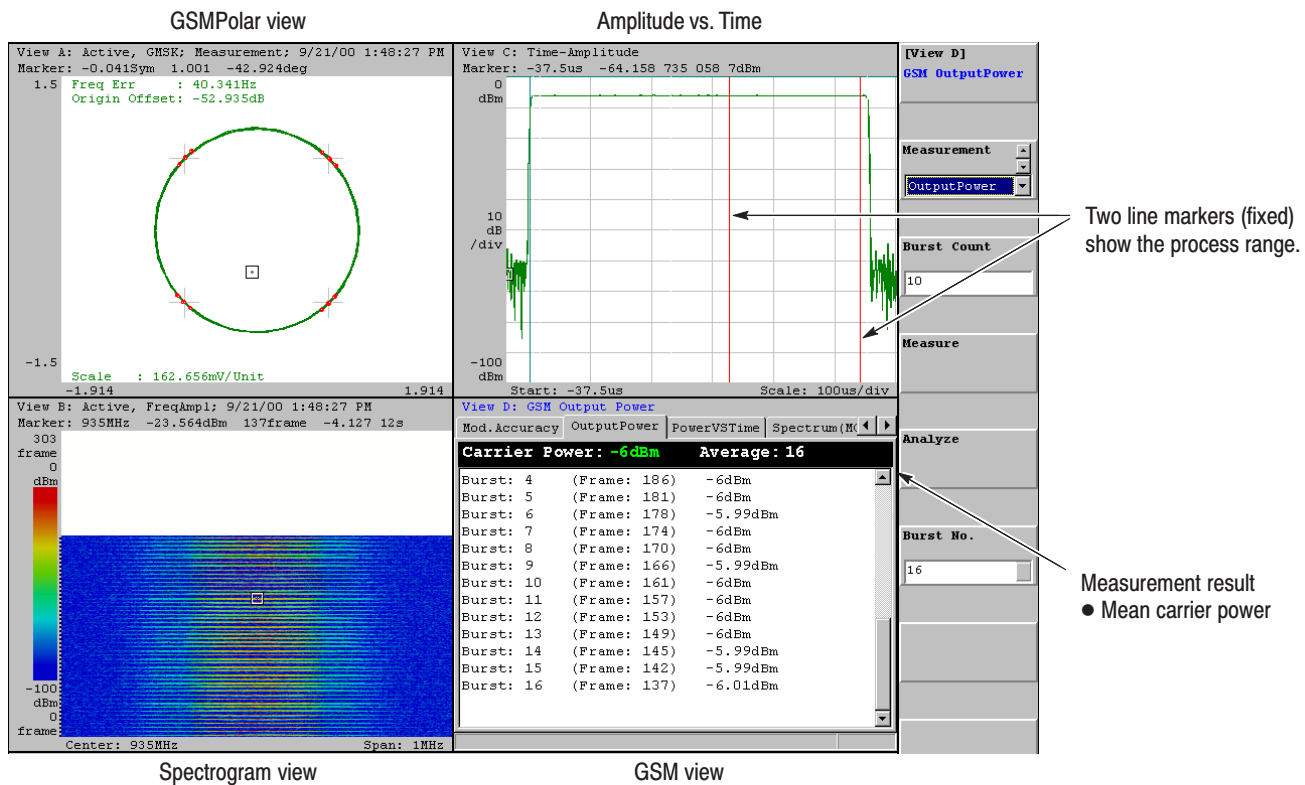 GSMPolar view
Amplitude vs. Time
View A: Active, GMSK; Measurement; 9/21/00 1:48:27 PM
Marker: -0.041Sym 1.001 -42.924deg
1.5
Freq Err : 40.341Hz
Origin Offset: -52.935dB
-1.5
Scale : 162.656mV/Unit
-1.914
1.914
View C: Time-Amplitude
Marker: -37.5us -64.158 735 058 7dBm
0
dBm
10
dB
/div
-100
dBm
Start: -37.5us
Scale: 100us/div
[View D]
GSM OutputPower
Measurement
OutputPower
Burst Count
10
Measure
Analyze
Burst No.
16
Two line markers (fixed)
show the process range.
View B: Active, FreqAmpl; 9/21/00 1:48:27 PM
Marker: 935MHz -23.564dBm 137frame -4.127 12s
303
frame
0
dBm
-100
dBm
0
frame
Center: 935MHz
Span: 1MHz
View D: GSM Output Power
Mod.Accuracy OutputPower PowerVSTime Spectrum(MO
Carrier Power: -6dBm Average: 16
Burst: 4 (Frame: 186) -6dBm
Burst: 5 (Frame: 181) -6dBm
Burst: 6 (Frame: 178) -5.99dBm
Burst: 7 (Frame: 174) -6dBm
Burst: 8 (Frame: 170) -6dBm
Burst: 9 (Frame: 166) -5.99dBm
Burst: 10 (Frame: 161) -6dBm
Burst: 11 (Frame: 157) -6dBm
Burst: 12 (Frame: 153) -6dBm
Burst: 13 (Frame: 149) -6dBm
Burst: 14 (Frame: 145) -5.99dBm
Burst: 15 (Frame: 142) -5.99dBm
Burst: 16 (Frame: 137) -6.01dBm
Measurement result
● Mean carrier power
Spectrogram view
GSM view